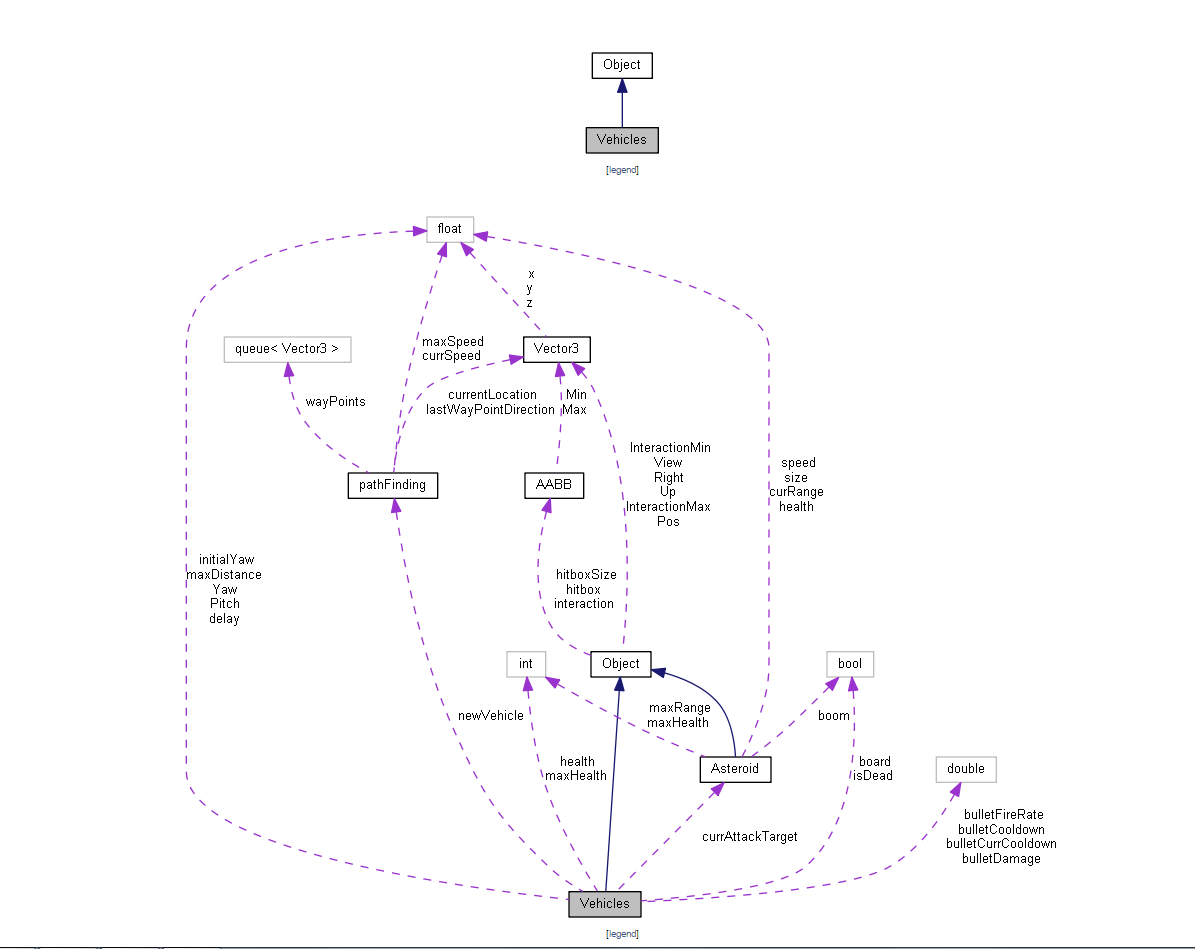 Object
Vehicles
[legend]
float
x
y
z
maxSpeed
currSpeed
queue< Vector3 >
Vector3
wayPoints
currentLocation
lastWayPointDirection
Min
Max
InteractionMin
View
Right
Up
InteractionMax
Pos
speed
size
curRange
health
pathFinding
AABB
initialYaw
maxDistance
Yaw
Pitch
delay
hitboxSize
hitbox
interaction
int
Object
bool
newVehicle
maxRange
maxHealth
boom
health
maxHealth
Asteroid
board
isDead
double
currAttackTarget
bulletFireRate
bulletCooldown
bulletCurrCooldown
bulletDamage
Vehicles
[legend]